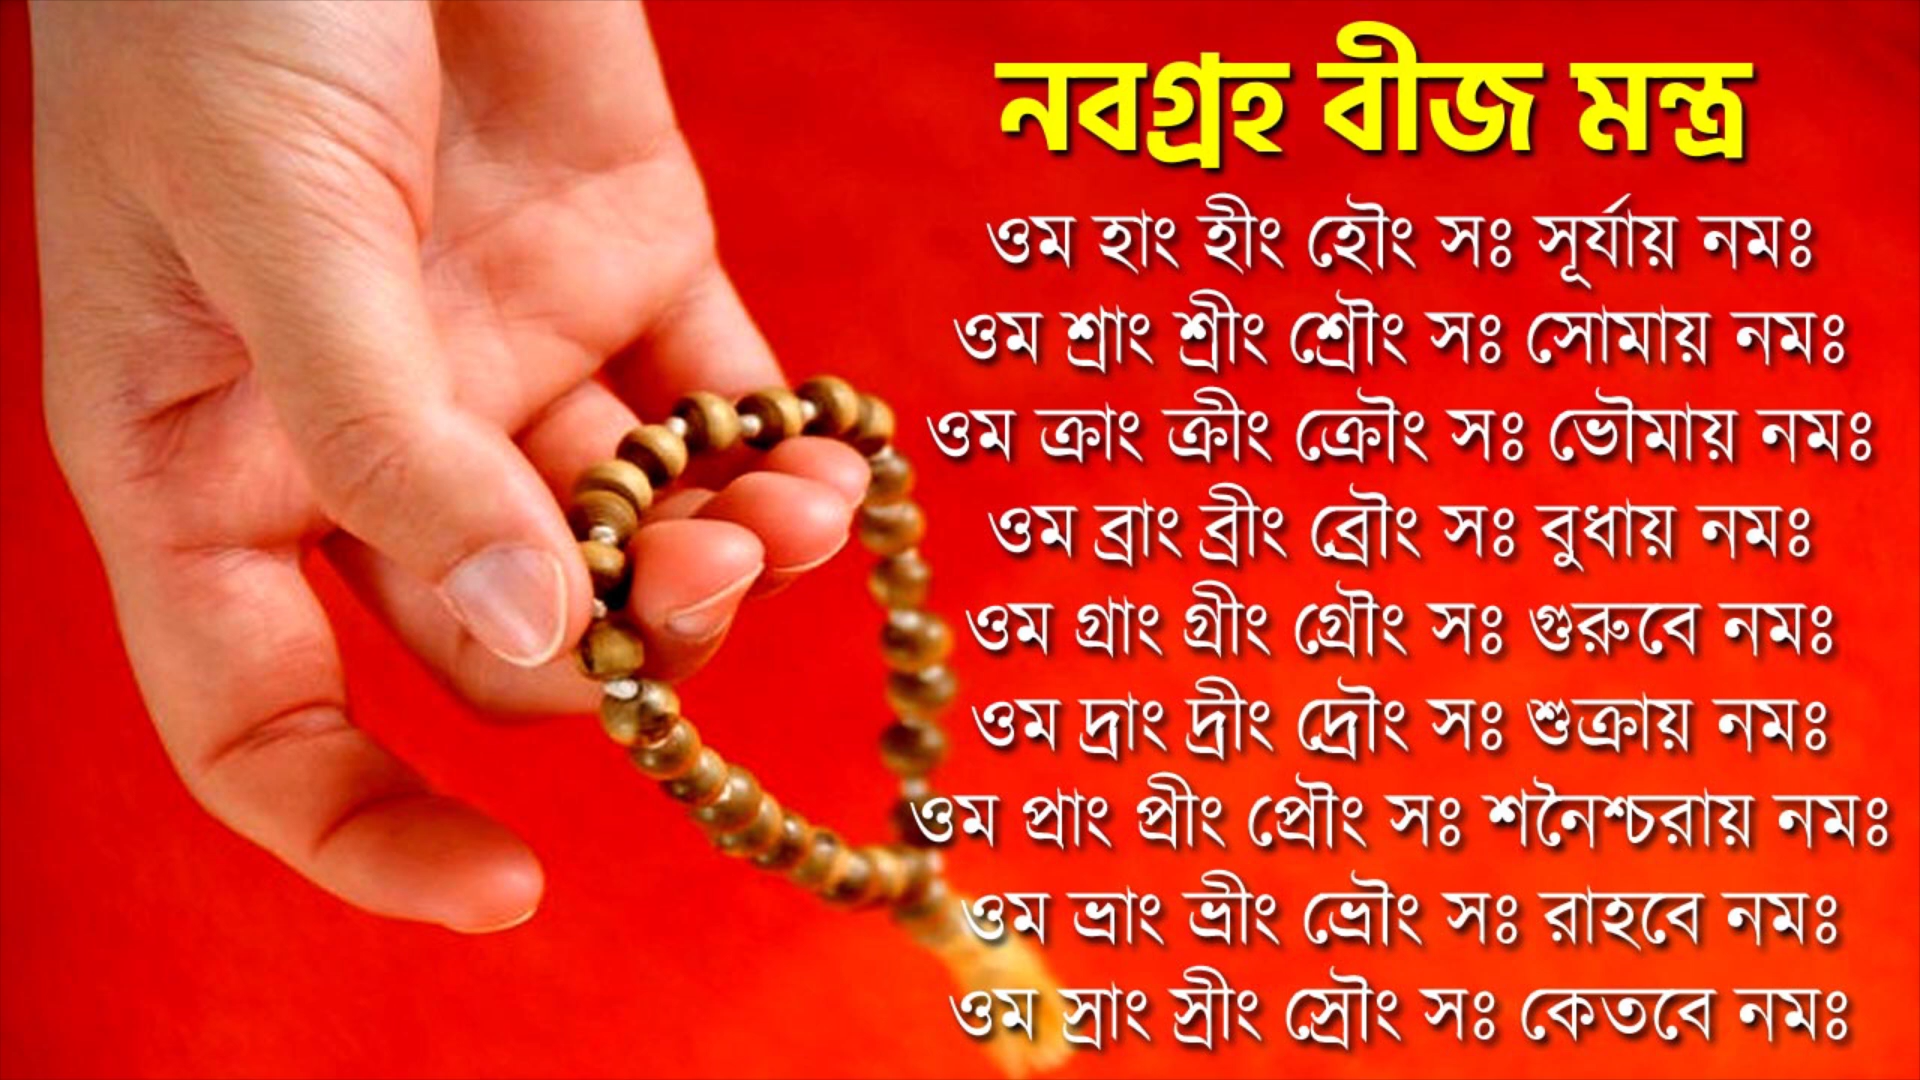 নবগ্রহ বীজ মন্ত্র
ওম হাং হীং হৌং সঃ সূর্যায় নমঃ
ওম শ্রাং শ্রীং শ্রৌং সঃ সোমায় নমঃ
ওম ক্রাং ক্রীং ক্রৌং সঃ ভৌমায় নমঃ
ওম ব্রাং ব্রীং ব্রৌং সঃ বুধায় নমঃ
ওম গ্রাং গ্রীং গ্রৌং সঃ গুরুবে নমঃ
ওম দ্রাং দ্রীং দ্রৌং সঃ শুক্রায় নমঃ
ওম প্রাং প্রীং প্রৌং সঃ শনৈশ্চরায় নমঃ
ওম ভ্রাং ভ্রীং ভ্রৌং সঃ রাহবে নমঃ
ওম স্রাং স্রীং স্রৌং সঃ কেতবে নমঃ